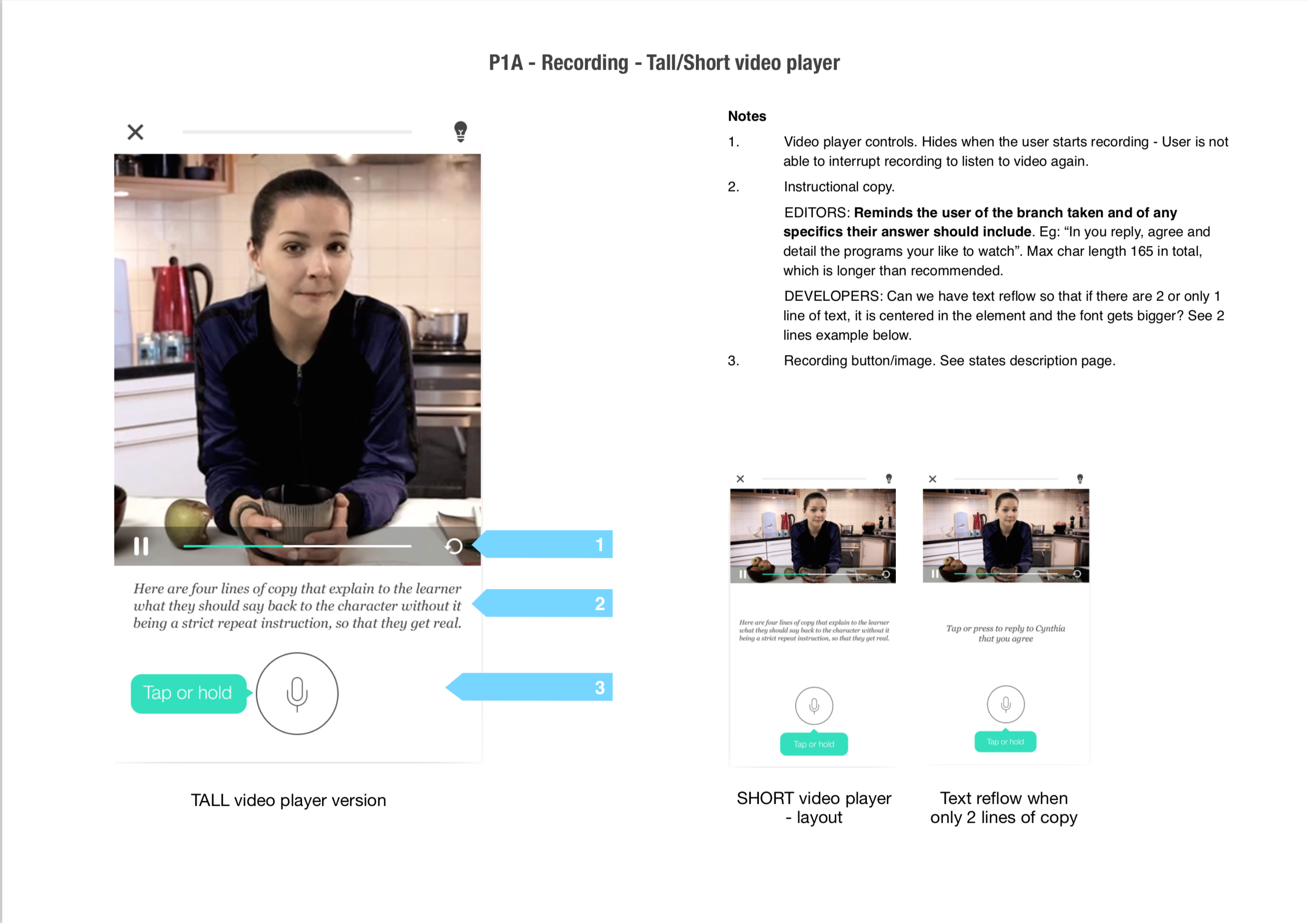 P1A - Recording - Tall/Short video player
Notes
1. Video player controls. Hides when the user starts recording - User is not
able to interrupt recording to listen to video again.
2. Instructional copy.
EDITORS: Reminds the user of the branch taken and of any
specifics their answer should include. Eg: “In you reply, agree and
detail the programs your like to watch”. Max char length 165 in total,
which is longer than recommended.
DEVELOPERS: Can we have text reflow so that if there are 2 or only 1
line of text, it is centered in the element and the font gets bigger? See 2
lines example below.
3. Recording button/image. See states description page.
1
Here are four lines of copy that explain to the learner
what they should say back to the character without it
being a strict repeat instruction, so that they get real.
2
Tap or hold
3
TALL video player version
Here are four lines of copy that explain to the learner
what they should say back to the character without it
being a strict repeat instruction, so that they get real.
Tap or hold
SHORT video player
- layout
Tap or press to reply to Cynthia
that you agree
Tap or hold
Text reflow when
only 2 lines of copy